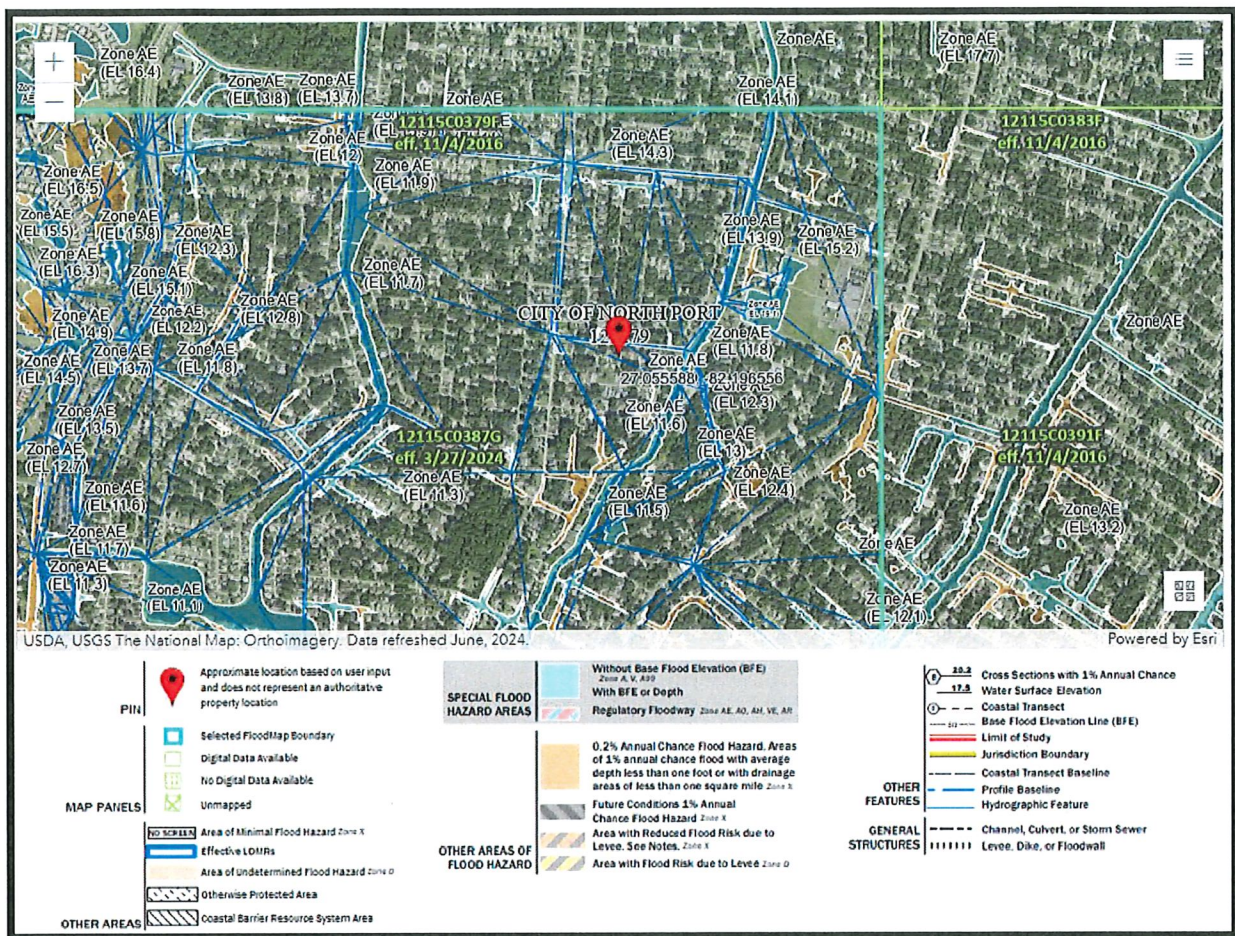 Zone AE
(EL 16.4)
Zone AE
(EL 13.8)
Zone AE
(EL 13.7)
Zone AE
Zone AE
(EL 14.1)
Zone AE
Zone AE
(EL 17.7)
12115C0379F
eff. 11/4/2016
12115C0383F
eff. 11/4/2016
Zone AE
(EL 12)
Zone AE
(EL 11.9)
Zone AE
(EL 14.3)
Zone AE
(EL 16.5)
Zone AE
(EL 15.5)
Zone AE
(EL 15.8)
Zone AE
(EL 12.3)
Zone AE
(EL 13.9)
Zone AE
(EL 15.2)
Zone AE
(EL 16.3)
Zone AE
(EL 15.1)
Zone AE
(EL 11.7)
Zone AE
(EL 12.8)
Zone AE
(EL 12.2)
CITY OF NORTH PORT
Zone AE
Zone AE
(EL 14.9)
Zone AE
(EL 13.7)
Zone AE
(EL 11.8)
Zone AE
(EL 11.8)
Zone AE
Zone AE
(EL 14.5)
Zone AE
27.055588, -82.196556
Zone AE
(EL 12.3)
Zone AE
(EL 13.5)
Zone AE
(EL 11.6)
12115C0387G
eff. 3/27/2024
Zone AE
(EL 13)
12115C0391F
eff. 11/4/2016
Zone AE
(EL 12.7)
Zone AE
(EL 11.3)
Zone AE
(EL 12.4)
Zone AE
(EL 11.6)
Zone AE
(EL 11.5)
Zone AE
(EL 13.2)
Zone AE
(EL 11.7)
Zone AE
Zone AE
(EL 11.3)
Zone AE
(EL 11.1)
Zone AE
(EL 12.1)
USDA, USGS The National Map: Orthoimagery. Data refreshed June, 2024.
Powered by Esri
PIN
Approximate location based on user input
and does not represent an authoritative
property location
MAP PANELS
Selected FloodMap Boundary
Digital Data Available
No Digital Data Available
Unmapped
OTHER AREAS
NO SCREEN Area of Minimal Flood Hazard Zone X
Effective LOMRs
Area of Undetermined Flood Hazard Zone D
Otherwise Protected Area
Coastal Barrier Resource System Area
SPECIAL FLOOD
HAZARD AREAS
Without Base Flood Elevation (BFE)
Zone A, V, A99
With BFE or Depth
Regulatory Floodway Zone AE, AO, AH, VE, AR
OTHER AREAS OF
FLOOD HAZARD
0.2% Annual Chance Flood Hazard, Areas
of 1% annual chance flood with average
depth less than one foot or with drainage
areas of less than one square mile Zone X
Future Conditions 1% Annual
Chance Flood Hazard Zone X
Area with Reduced Flood Risk due to
Levee. See Notes. Zone X
Area with Flood Risk due to Levee Zone D
OTHER
FEATURES
20.2 Cross Sections with 1% Annual Chance
17.5 Water Surface Elevation
Coastal Transect
Base Flood Elevation Line (BFE)
Limit of Study
Jurisdiction Boundary
Coastal Transect Baseline
Profile Baseline
Hydrographic Feature
GENERAL
STRUCTURES
Channel, Culvert, or Storm Sewer
Levee, Dike, or Floodwall